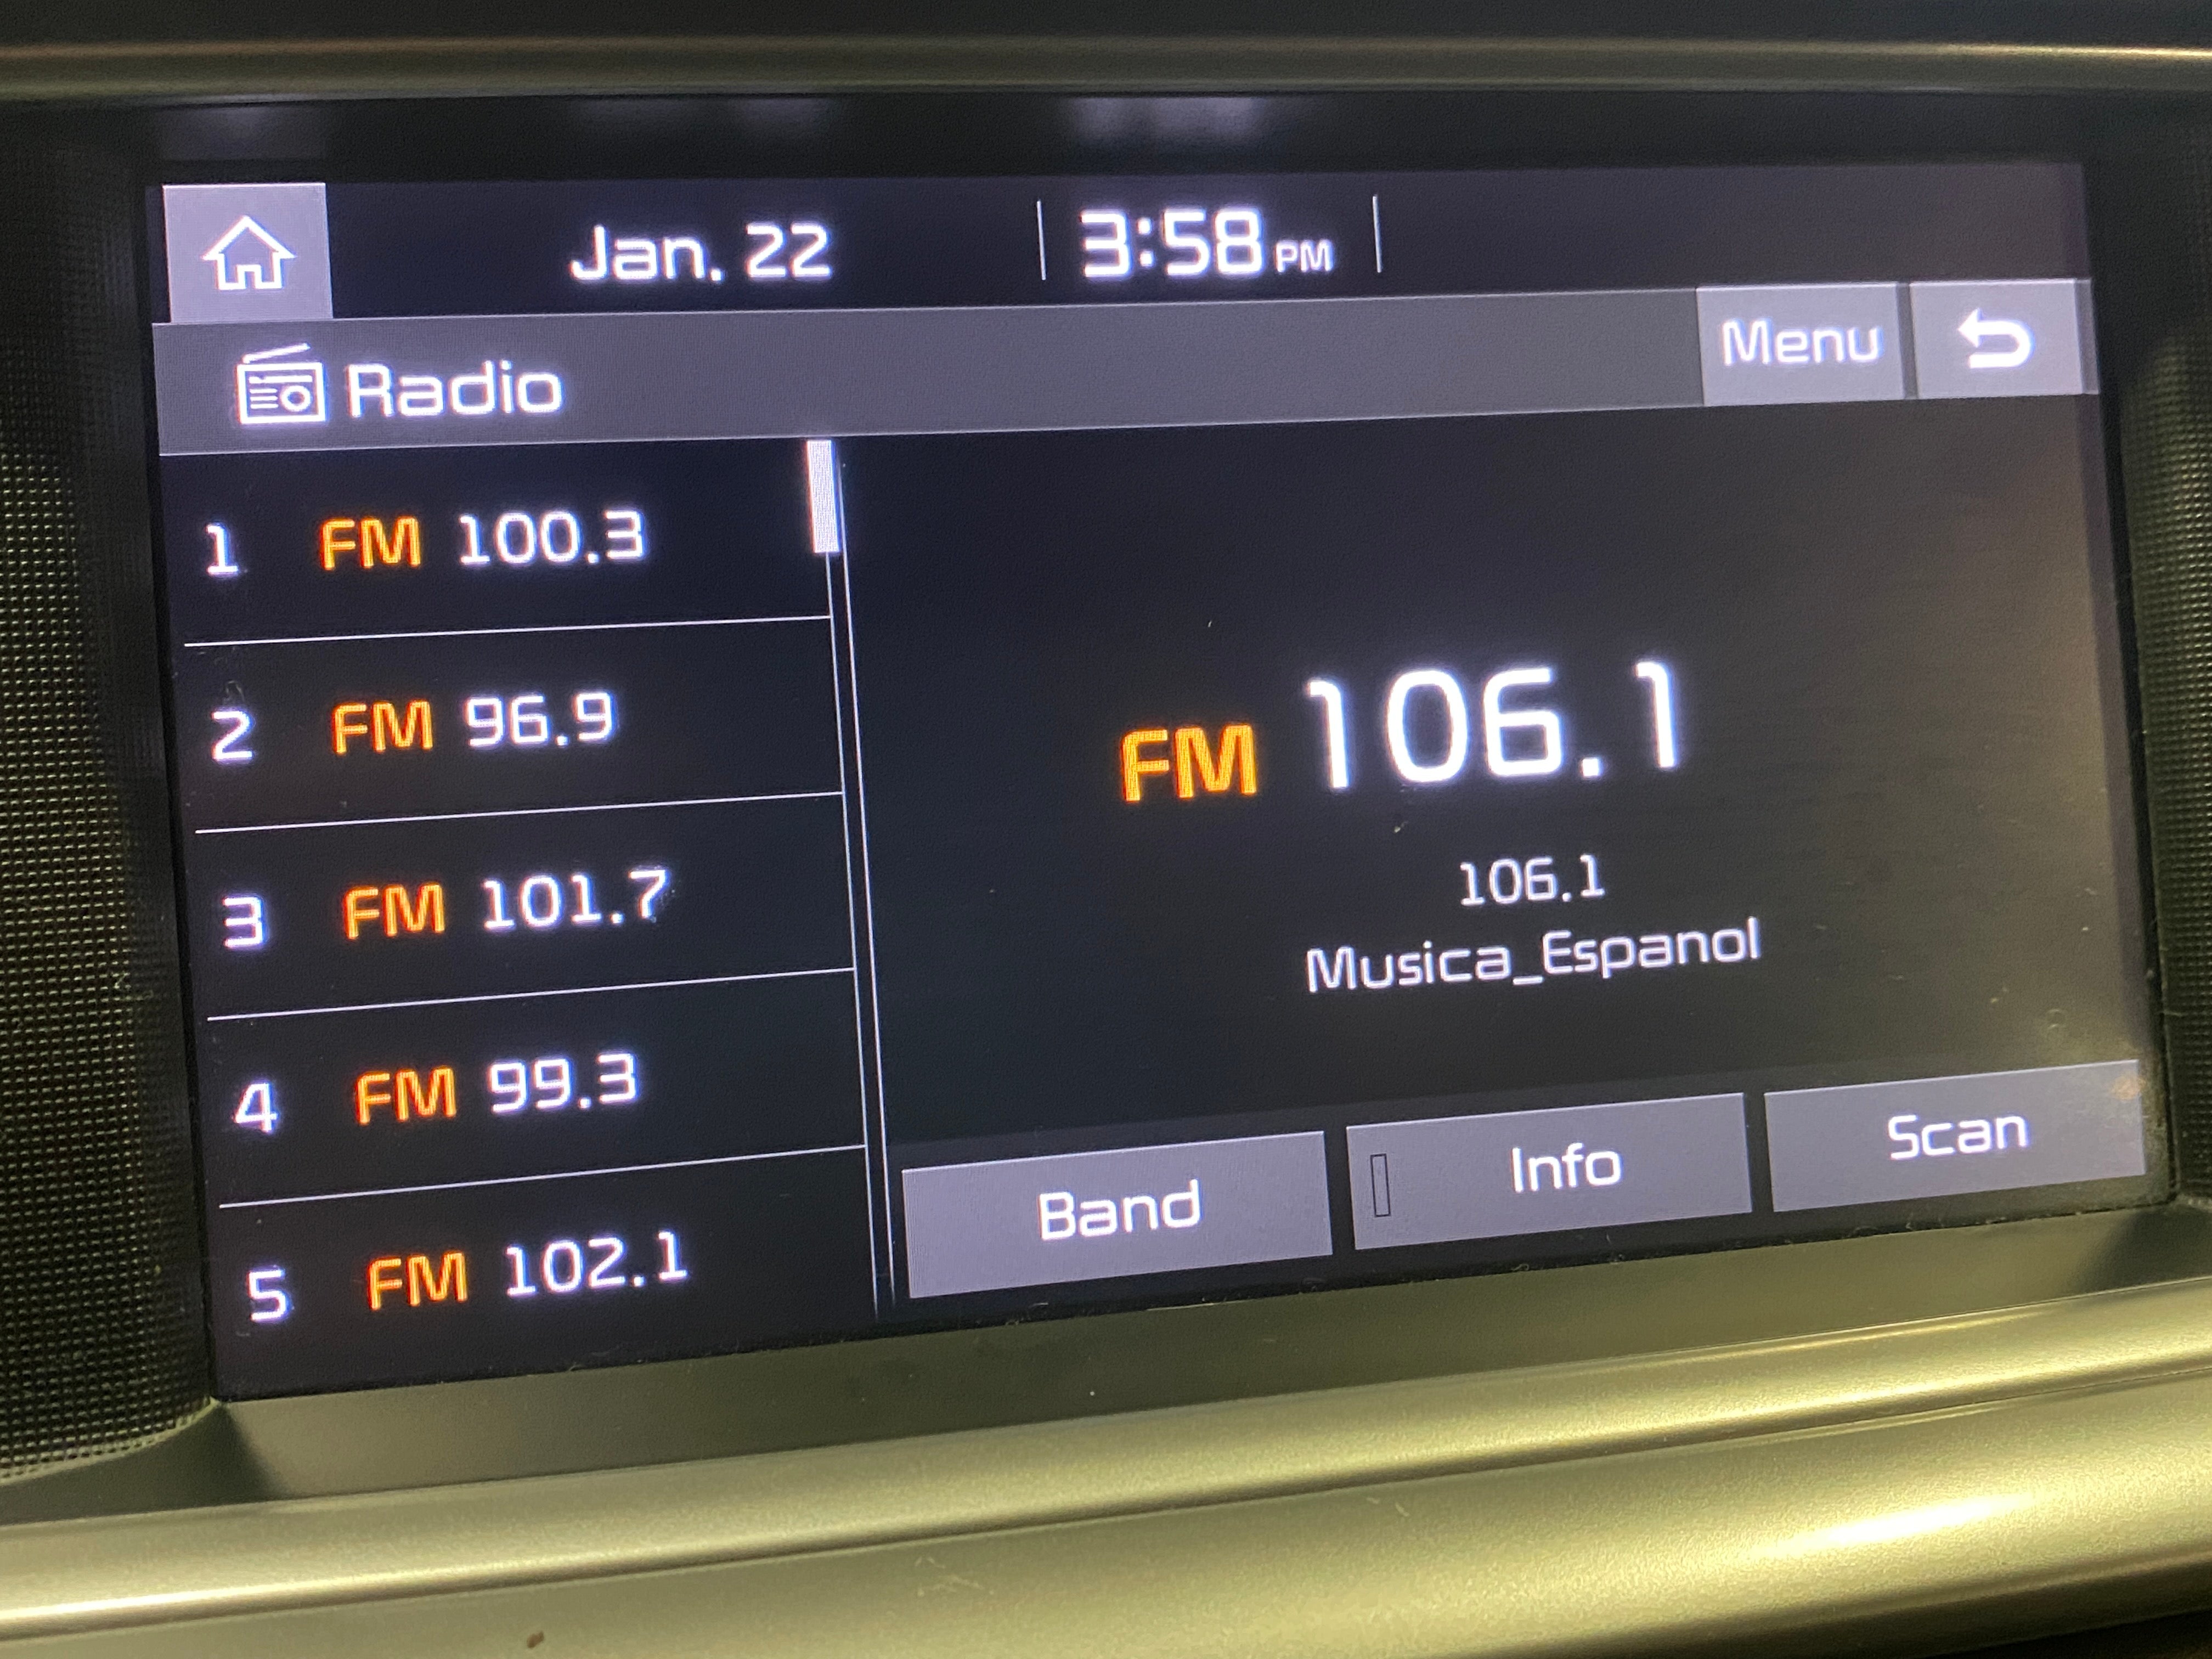 Jan. 22 3:58 PM
Radio Menu
1 FM 100.3
2 FM 96.9
3 FM 101.7
4 FM 99.3
5 FM 102.1
FM 106.1
106.1
Musica_Espanol
Band Info Scan